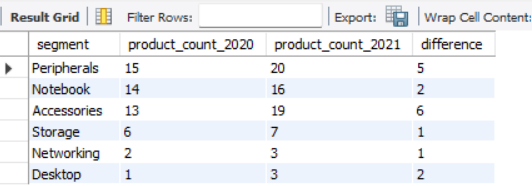 Result Grid Filter Rows: Export: Wrap Cell Content:
segment product_count_2020 product_count_2021 difference
Peripherals 15 20 5
Notebook 14 16 2
Accessories 13 19 6
Storage 6 7 1
Networking 2 3 1
Desktop 1 3 2